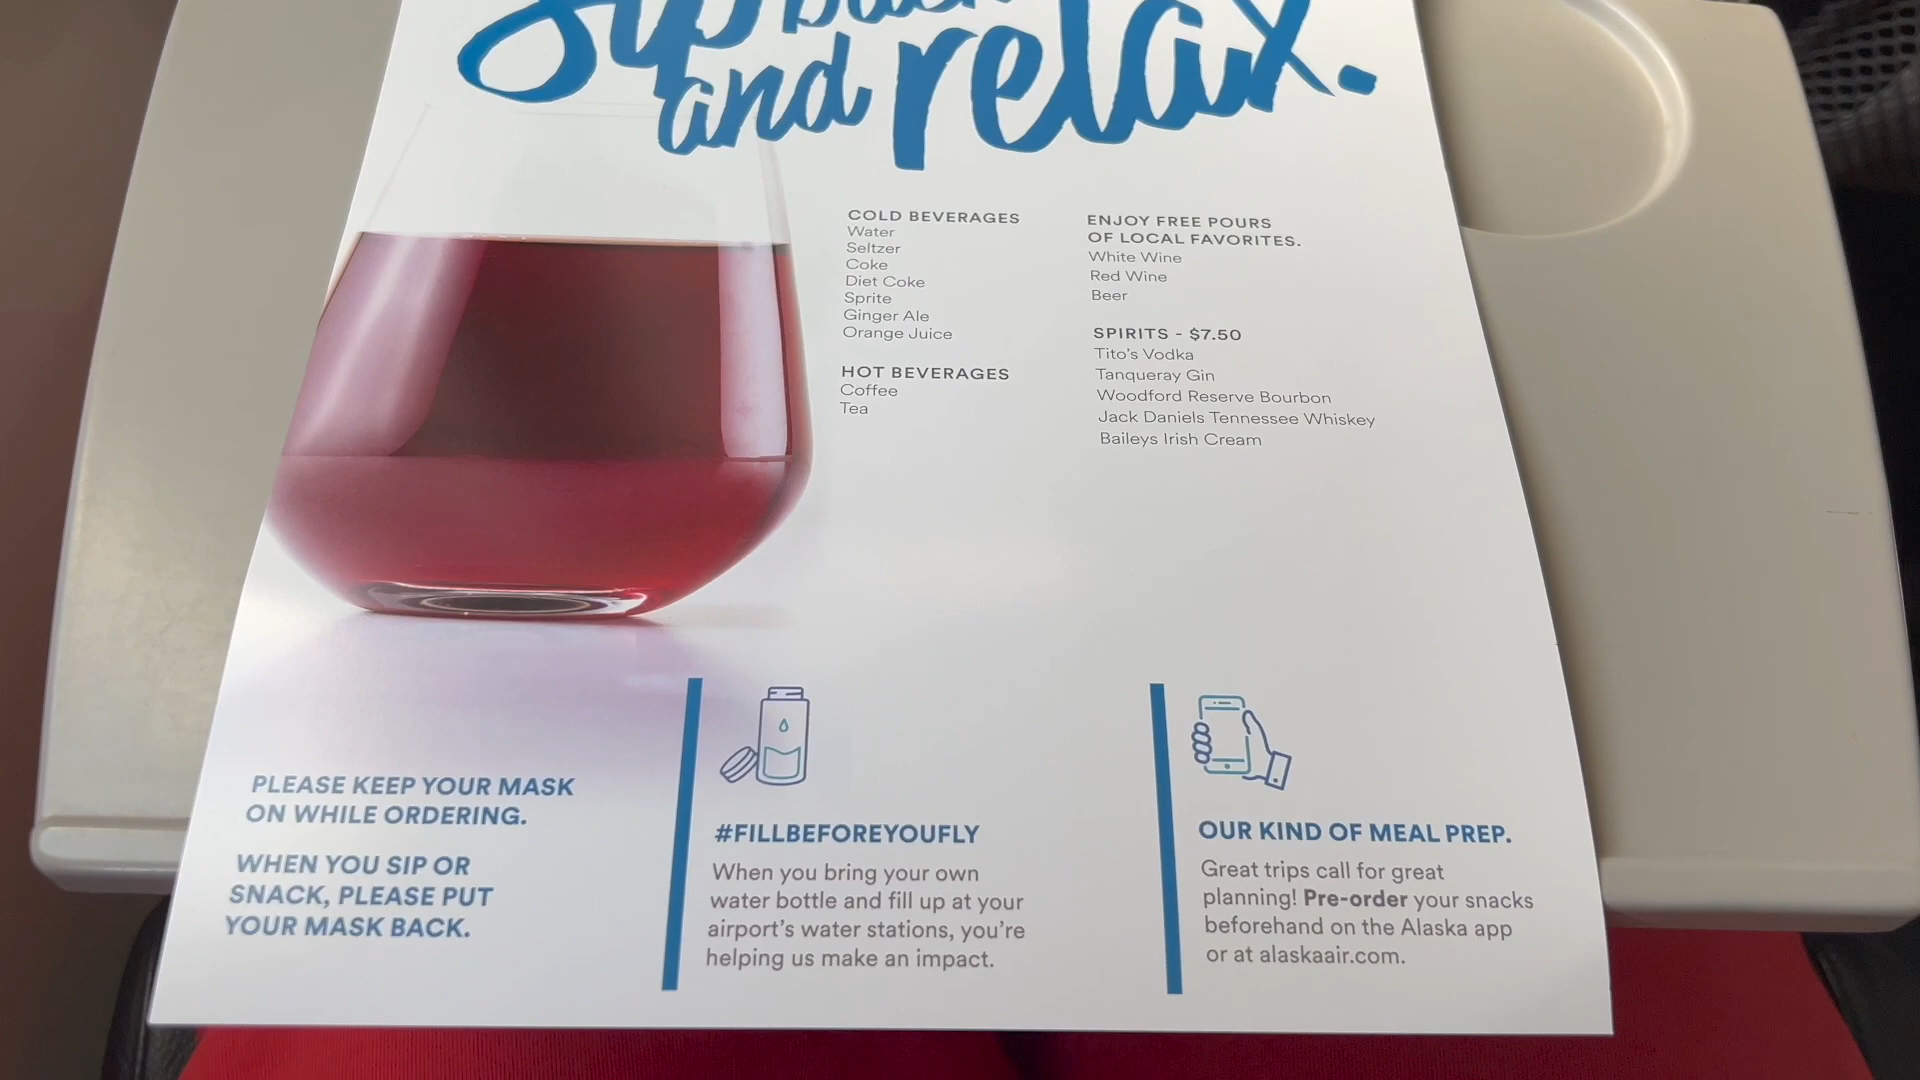 Sip back
and relax.
COLD BEVERAGES
Water
Seltzer
Coke
Diet Coke
Sprite
Ginger Ale
Orange Juice
HOT BEVERAGES
Coffee
Tea
ENJOY FREE POURS
OF LOCAL FAVORITES.
White Wine
Red Wine
Beer
SPIRITS - $7.50
Tito's Vodka
Tanqueray Gin
Woodford Reserve Bourbon
Jack Daniels Tennessee Whiskey
Baileys Irish Cream
PLEASE KEEP YOUR MASK
ON WHILE ORDERING.
WHEN YOU SIP OR
SNACK, PLEASE PUT
YOUR MASK BACK.
#FILLBEFOREYOUFLY
When you bring your own
water bottle and fill up at your
airport's water stations, you're
helping us make an impact.
OUR KIND OF MEAL PREP.
Great trips call for great
planning! Pre-order your snacks
beforehand on the Alaska app
or at alaskaair.com.